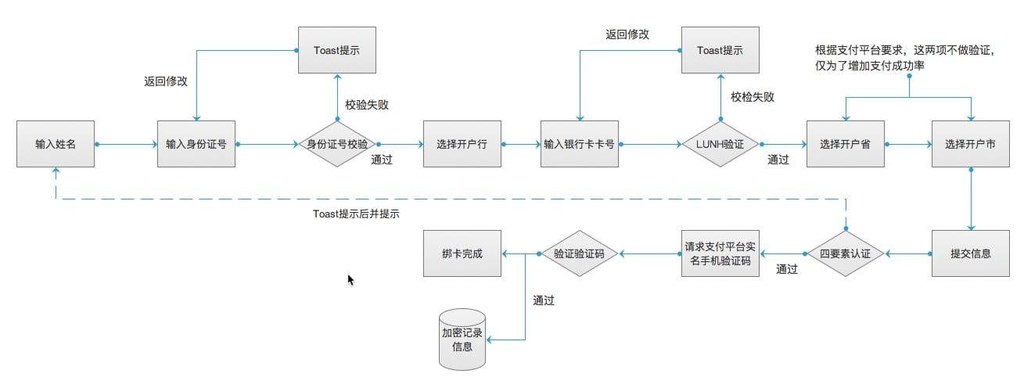 Toast提示
返回修改
校验失败
输入姓名
输入身份证号
身份证号校验
通过
选择开户行
Toast提示
返回修改
校检失败
输入银行卡卡号
LUNH验证
通过
根据支付平台要求，这两项不做验证，
仅为了增加支付成功率
选择开户省
选择开户市
Toast提示后并提示
绑卡完成
验证验证码
通过
请求支付平台实
名手机验证码
通过
四要素认证
提交信息
加密记录
信息